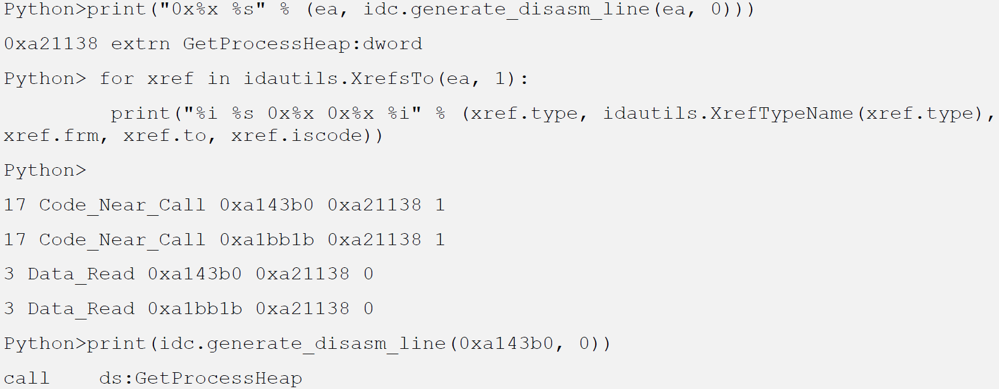 Python>print("0x%x %s" % (ea, idc.generate_disasm_line(ea, 0)))
0xa21138 extrn GetProcessHeap:dword
Python> for xref in idautils.XrefsTo(ea, 1):
print("%i %s 0x%x 0x%x %i" % (xref.type, idautils.XrefTypeName(xref.type),
xref.frm, xref.to, xref.iscode))
Python>
17 Code_Near_Call 0xa143b0 0xa21138 1
17 Code_Near_Call 0xa1bb1b 0xa21138 1
3 Data_Read 0xa143b0 0xa21138 0
3 Data_Read 0xa1bb1b 0xa21138 0
Python>print(idc.generate_disasm_line(0xa143b0, 0))
call    ds:GetProcessHeap